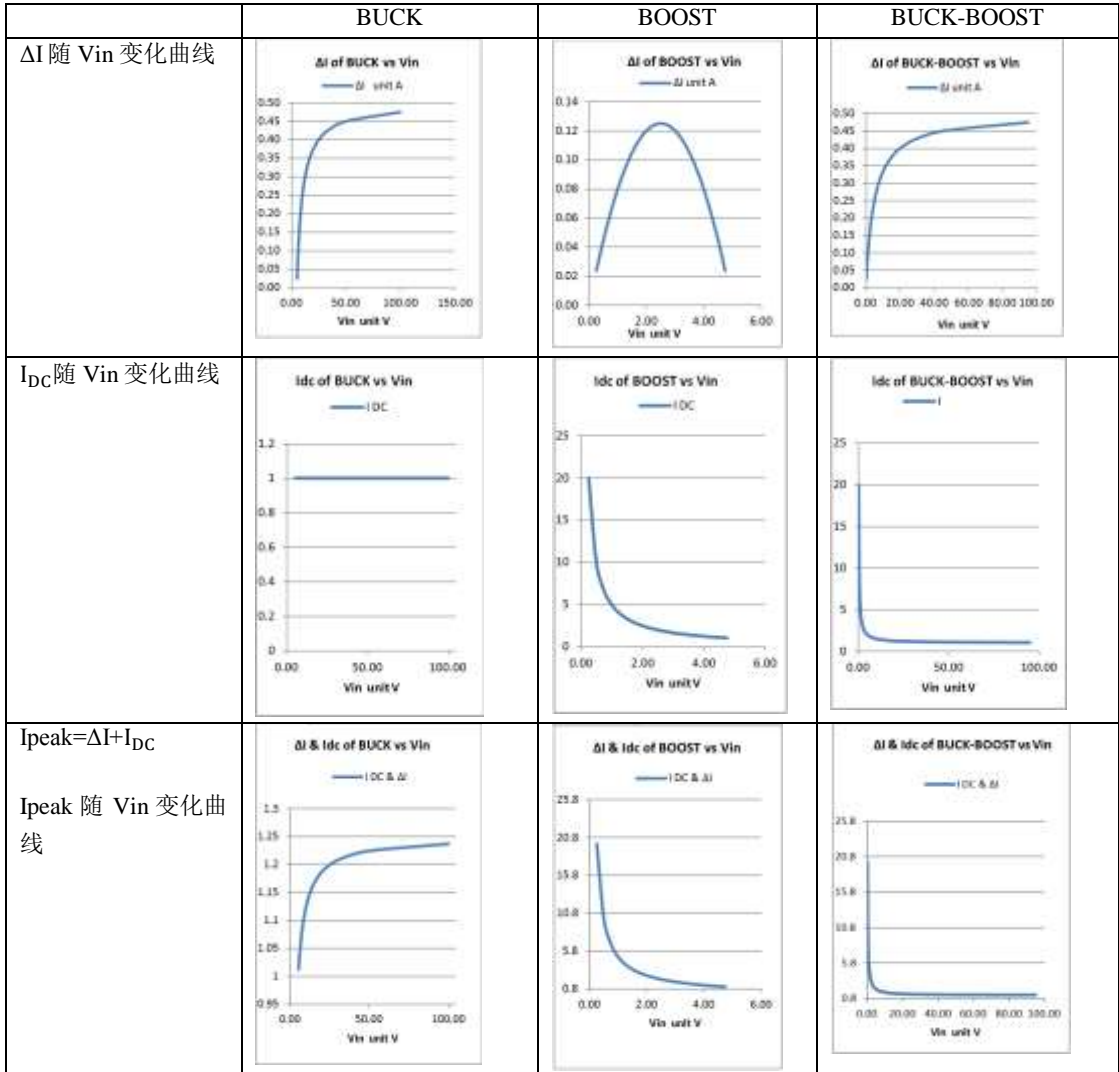 BUCK
BOOST
BUCK-BOOST
ΔI 随 Vin 变化曲线
ΔI of BUCK vs Vin
ΔI unit A
0.50
0.45
0.40
0.35
0.30
0.25
0.20
0.15
0.10
0.05
0.00
0.00 50.00 100.00 150.00
Vin unit V
ΔI of BOOST vs Vin
ΔI unit A
0.14
0.12
0.10
0.08
0.06
0.04
0.02
0.00
0.00 2.00 4.00 6.00
Vin unit V
ΔI of BUCK-BOOST vs Vin
ΔI unit A
0.50
0.45
0.40
0.35
0.30
0.25
0.20
0.15
0.10
0.05
0.00
0.00 20.00 40.00 60.00 80.00 100.00
Vin unit V
I_DC随 Vin 变化曲线
Idc of BUCK vs Vin
I DC
1.2
1
0.8
0.6
0.4
0.2
0
0.00 50.00 100.00
Vin unit V
Idc of BOOST vs Vin
I DC
25
20
15
10
5
0
0.00 2.00 4.00 6.00
Vin unit V
Idc of BUCK-BOOST vs Vin
I
25
20
15
10
5
0
0.00 50.00 100.00
Vin unit V
Ipeak=ΔI+I_DC
Ipeak 随 Vin 变化曲
线
ΔI & Idc of BUCK vs Vin
I DC & ΔI
1.3
1.25
1.2
1.15
1.1
1.05
1
0.95
0.00 50.00 100.00
Vin unit V
ΔI & Idc of BOOST vs Vin
I DC & ΔI
25.8
20.8
15.8
10.8
5.8
0.8
0.00 2.00 4.00 6.00
Vin unit V
ΔI & Idc of BUCK-BOOST vs Vin
I DC & ΔI
25.8
20.8
15.8
10.8
5.8
0.8
0.00 20.00 40.00 60.00 80.00 100.00
Vin unit V